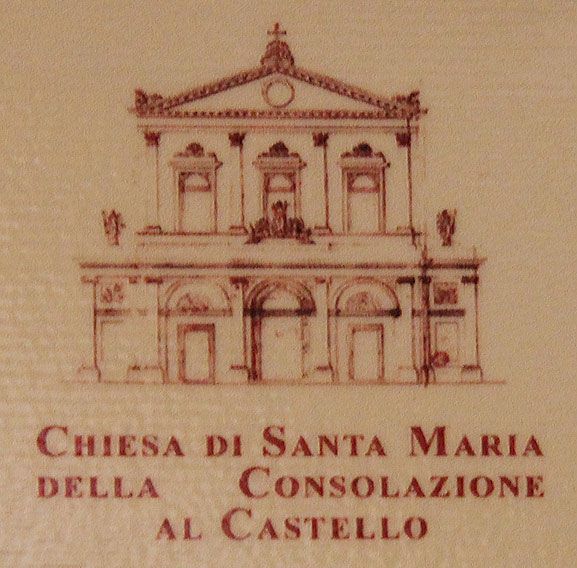 CHIESA DI SANTA MARIA
DELLA CONSOLAZIONE
AL CASTELLO